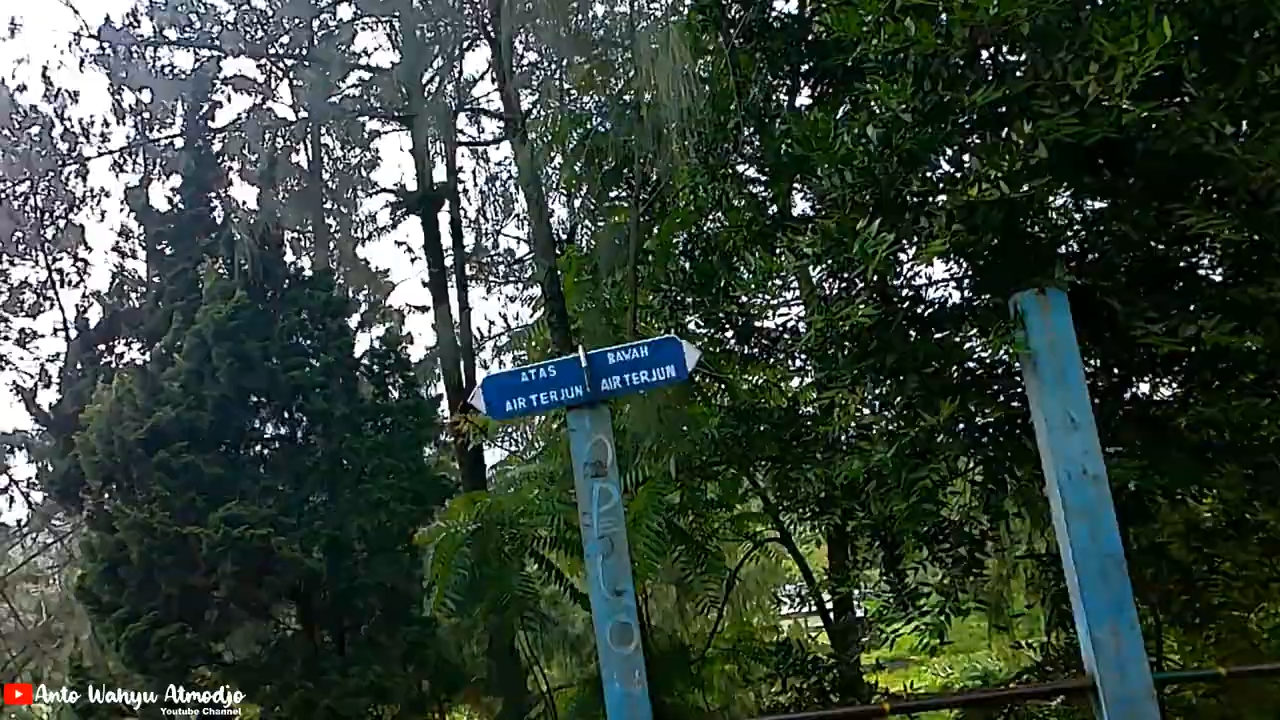 ATAS
AIR TERJUN
BAWAH
AIR TERJUN
Anto Wahyu Atmodjo
Youtube Channel